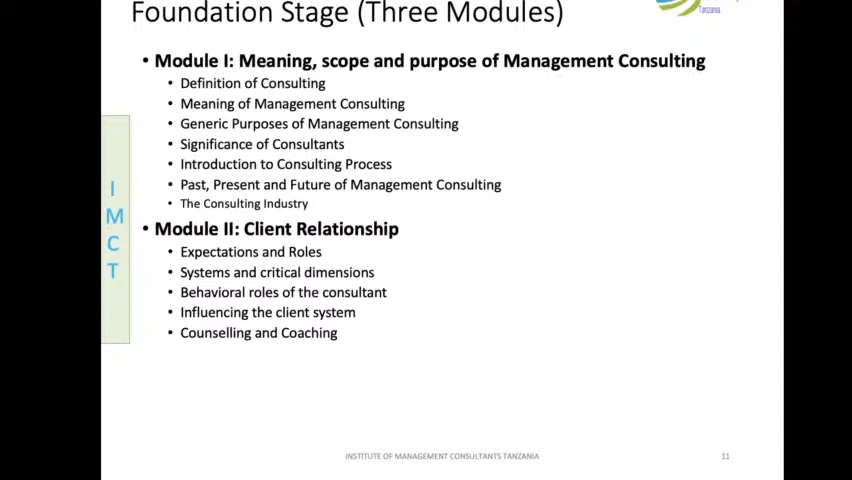 Foundation Stage (Three Modules)
Tanzania
• Module I: Meaning, scope and purpose of Management Consulting
• Definition of Consulting
• Meaning of Management Consulting
• Generic Purposes of Management Consulting
• Significance of Consultants
• Introduction to Consulting Process
• Past, Present and Future of Management Consulting
• The Consulting Industry
• Module II: Client Relationship
• Expectations and Roles
• Systems and critical dimensions
• Behavioral roles of the consultant
• Influencing the client system
• Counselling and Coaching
I
M
C
T
INSTITUTE OF MANAGEMENT CONSULTANTS TANZANIA
11